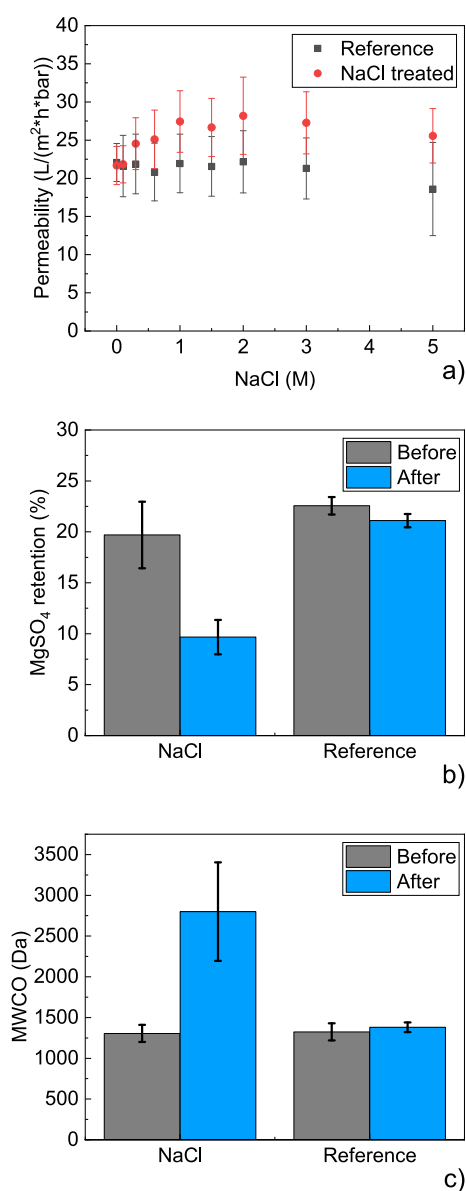 Reference
NaCl treated
Permeability (L/(m²*h*bar))
40
35
30
25
20
15
10
5
0
0 1 2 3 4 5
NaCl (M)
a)
Before
After
MgSO₄ retention (%)
30
25
20
15
10
5
0
NaCl Reference
b)
Before
After
MWCO (Da)
3500
3000
2500
2000
1500
1000
500
0
NaCl Reference
c)